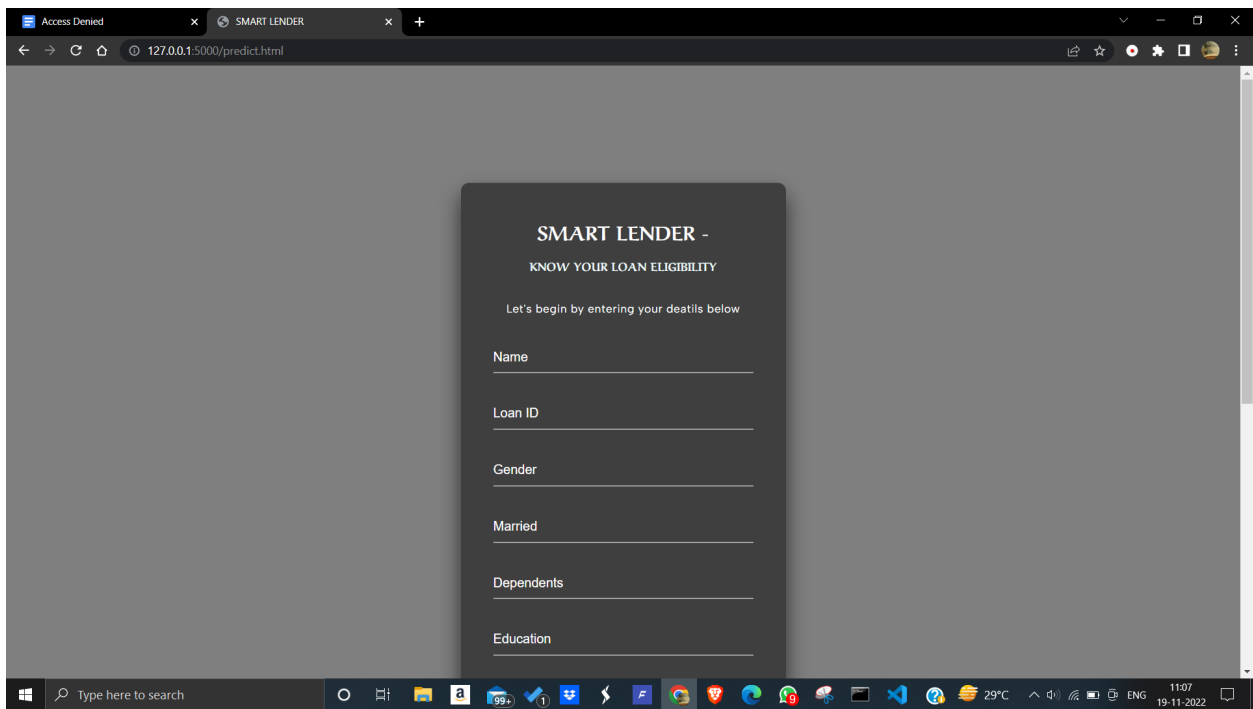 Access Denied
SMART LENDER
127.0.0.1:5000/predict.html
SMART LENDER -
KNOW YOUR LOAN ELIGIBILITY
Let's begin by entering your deatils below
Name
Loan ID
Gender
Married
Dependents
Education
Type here to search
a
99+
1
F
9
29°C
ENG
11:07
19-11-2022